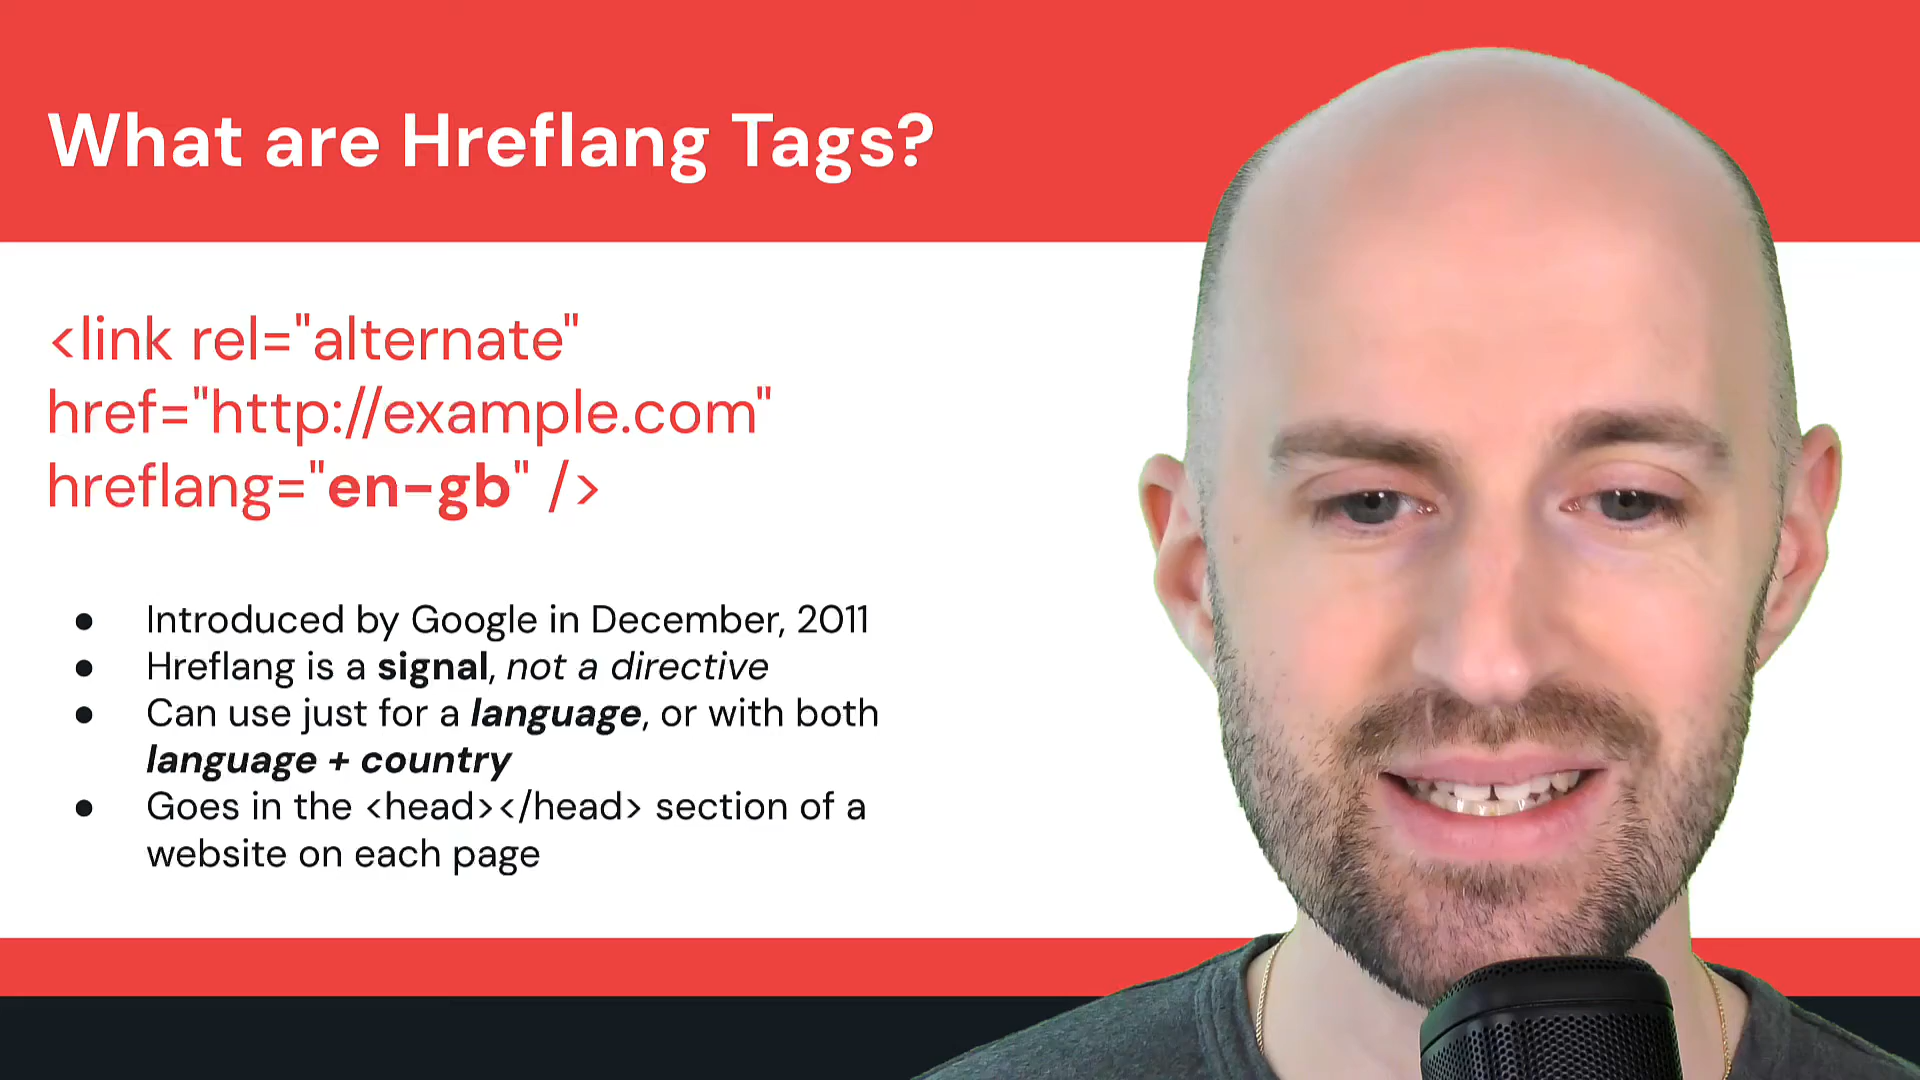 What are Hreflang Tags?
<link rel="alternate"
href="http://example.com"
hreflang="en-gb" />
● Introduced by Google in December, 2011
● Hreflang is a signal, not a directive
● Can use just for a language, or with both
language + country
● Goes in the <head></head> section of a
website on each page